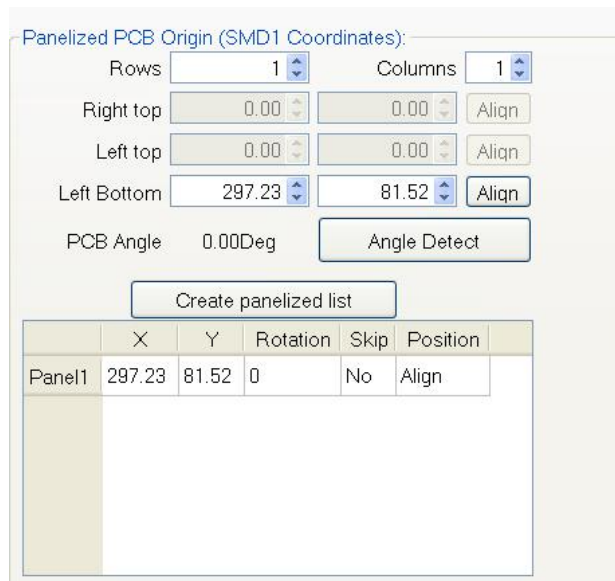 Panelized PCB Origin (SMD1 Coordinates):
Rows 1 Columns 1
Right top 0.00 0.00 Align
Left top 0.00 0.00 Align
Left Bottom 297.23 81.52 Align
PCB Angle 0.00Deg Angle Detect
Create panelized list
X Y Rotation Skip Position
Panel1 297.23 81.52 0 No Align